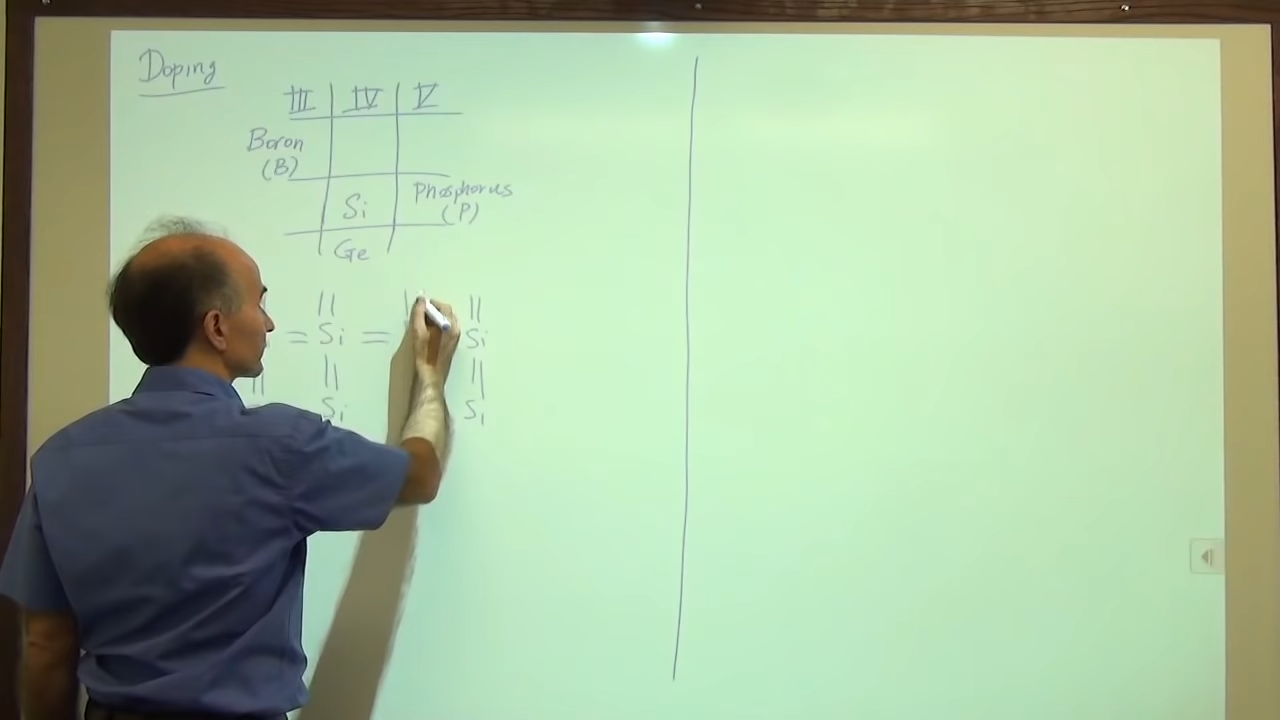 Doping
III IV V
Boron
(B)
Si Phosphorus
(P)
Ge
Si Si
Si Si